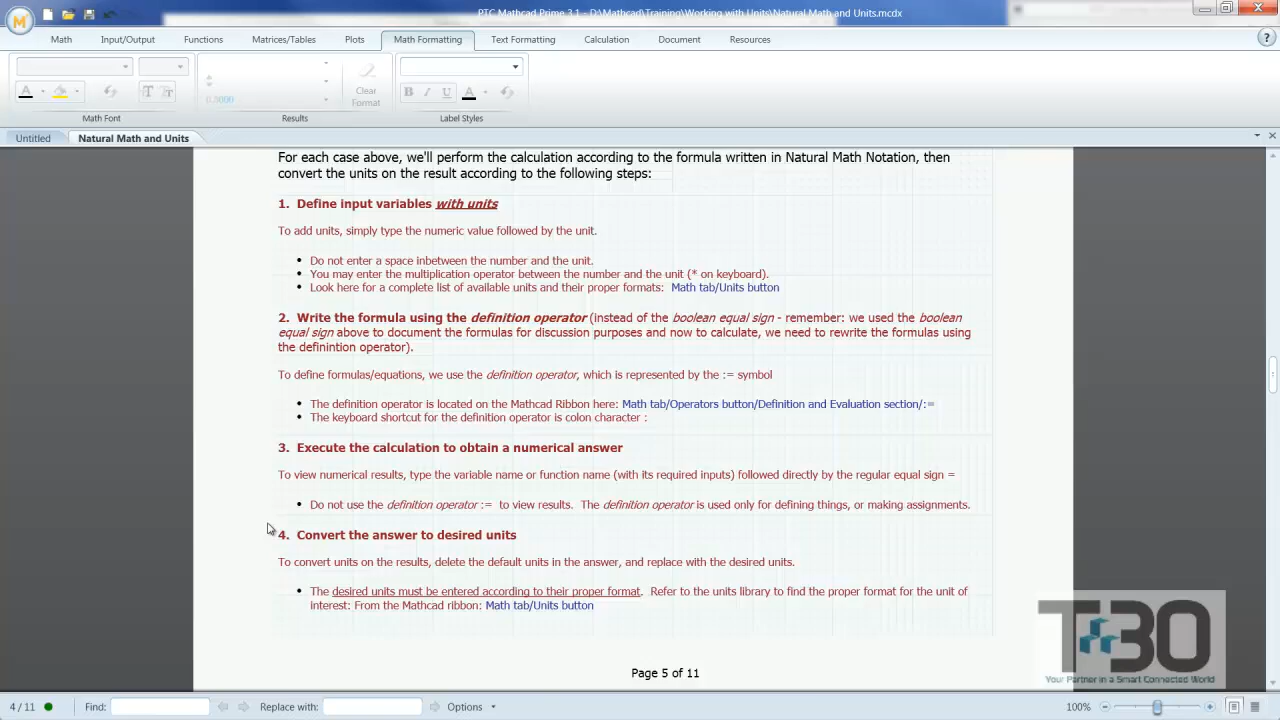 PTC Mathcad Prime 3.1 - D:\Mathcad\Training\Working with Units\Natural Math and Units.mcdx
Math Input/Output Functions Matrices/Tables Plots Math Formatting Text Formatting Calculation Document Resources
0.0000
Clear
Format
B I U A
Math Font Results Label Styles
Untitled Natural Math and Units
For each case above, we'll perform the calculation according to the formula written in Natural Math Notation, then
convert the units on the result according to the following steps:
1. Define input variables with units
To add units, simply type the numeric value followed by the unit.
• Do not enter a space inbetween the number and the unit.
• You may enter the multiplication operator between the number and the unit (* on keyboard).
• Look here for a complete list of available units and their proper formats: Math tab/Units button
2. Write the formula using the definition operator (instead of the boolean equal sign - remember: we used the boolean
equal sign above to document the formulas for discussion purposes and now to calculate, we need to rewrite the formulas using
the definintion operator).
To define formulas/equations, we use the definition operator, which is represented by the := symbol
• The definition operator is located on the Mathcad Ribbon here: Math tab/Operators button/Definition and Evaluation section/:=
• The keyboard shortcut for the definition operator is colon character :
3. Execute the calculation to obtain a numerical answer
To view numerical results, type the variable name or function name (with its required inputs) followed directly by the regular equal sign =
• Do not use the definition operator := to view results. The definition operator is used only for defining things, or making assignments.
4. Convert the answer to desired units
To convert units on the results, delete the default units in the answer, and replace with the desired units.
• The desired units must be entered according to their proper format. Refer to the units library to find the proper format for the unit of
interest: From the Mathcad ribbon: Math tab/Units button
Page 5 of 11
T30
Your Partner in a Smart Connected World
4 / 11 Find: Replace with: Options 100%